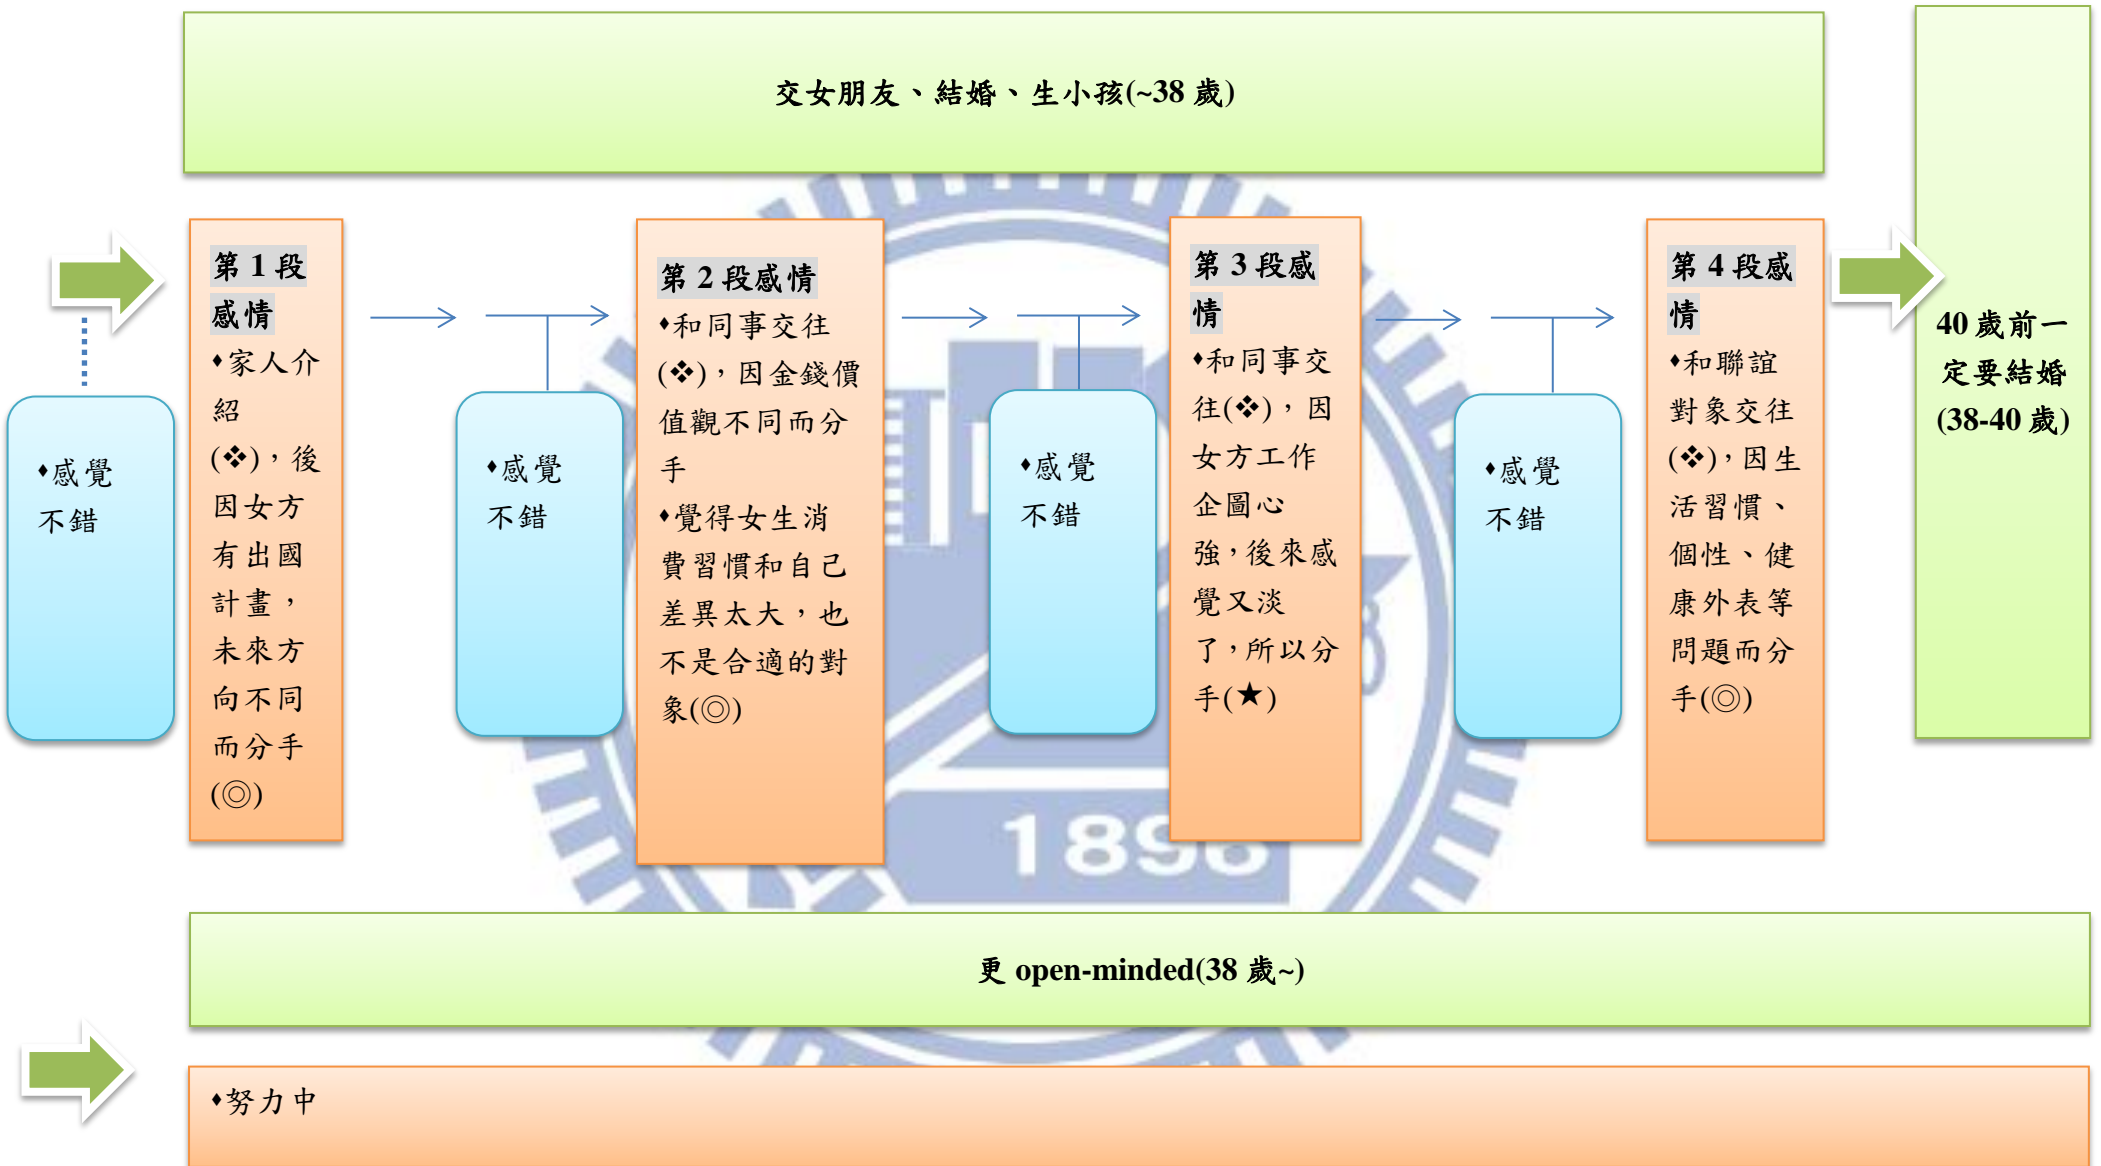 交女朋友、結婚、生小孩(~38 歲)
第 1 段
感情
♦家人介
紹
(❖),後
因女方
有出國
計畫,
未來方
向不同
而分手
(◎)
第 2 段感情
♦和同事交往
(❖),因金錢價
值觀不同而分
手
♦覺得女生消
費習慣和自己
差異太大,也
不是合適的對
象(◎)
第 3 段感
情
♦和同事交
往(❖),因
女方工作
企圖心
強,後來感
覺又淡
了,所以分
手(★)
第 4 段感
情
♦和聯誼
對象交往
(❖),因生
活習慣、
個性、健
康外表等
問題而分
手(◎)
40 歲前一
定要結婚
(38-40 歲)
♦感覺
不錯
♦感覺
不錯
♦感覺
不錯
♦感覺
不錯
1896
更 open-minded(38 歲~)
♦努力中